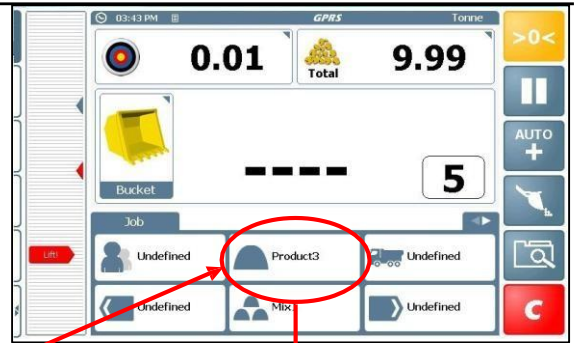 03:43 PM GPRS Tonne
>0<
0.01 Total 9.99
AUTO
+
Bucket
---- 5
Job
Lift!
Undefined Product3 Undefined
Undefined Mix Undefined
C